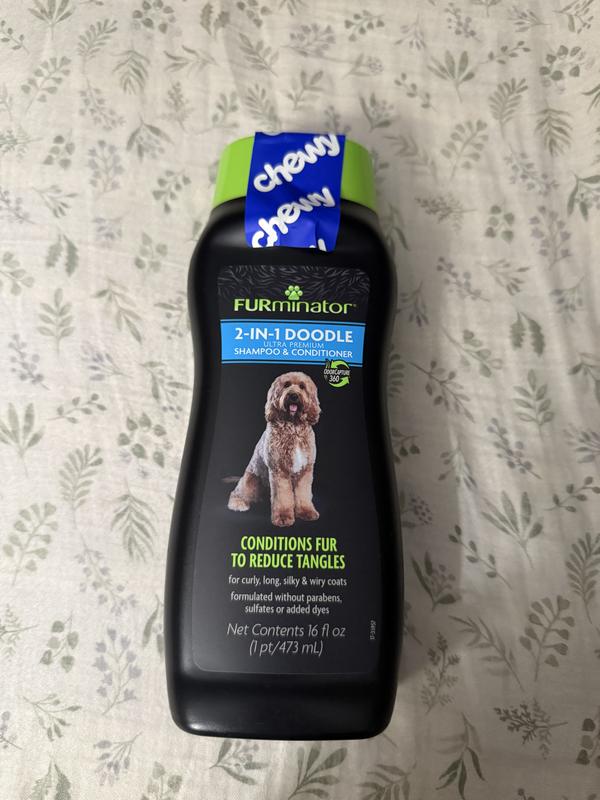 chewy
chewy
FURminator®
2-IN-1 DOODLE
ULTRA PREMIUM
SHAMPOO & CONDITIONER
ODORCAPTURE
360°
CONDITIONS FUR
TO REDUCE TANGLES
for curly, long, silky & wiry coats
formulated without parabens,
sulfates or added dyes
Net Contents 16 fl oz
(1 pt/473 mL)